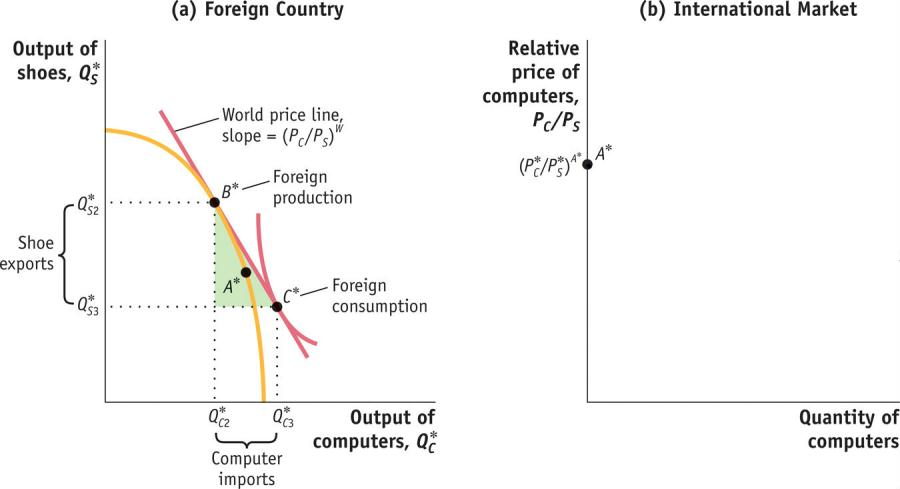 (a) Foreign Country
Output of
shoes, Q*S
World price line,
slope = (PC/PS)W
B*
Foreign
production
Q*S2
Shoe
exports
A*
C*
Foreign
consumption
Q*S3
Q*C2
Q*C3
Output of
computers, Q*C
Computer
imports
(b) International Market
Relative
price of
computers,
PC/PS
(P*C/P*S)A*
A*
Quantity of
computers